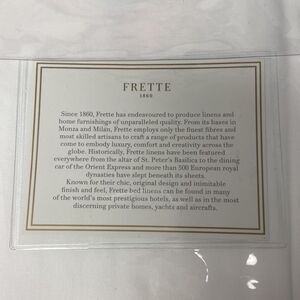 FRETTE
1860
Since 1860, Frette has endeavoured to produce linens and
home furnishings of unparalleled quality. From its bases in
Monza and Milan, Frette employs only the finest fibres and
most skilled artisans to craft a range of products that have
come to embody luxury, comfort and creativity across the
globe. Historically, Frette linens have been featured
everywhere from the altar of St. Peter's Basilica to the dining
car of the Orient Express and more than 500 European royal
dynasties have slept beneath its sheets.
Known for their chic, original design and inimitable
finish and feel, Frette bed linens can be found in many
of the world's most prestigious hotels, as well as in the most
discerning private homes, yachts and aircrafts.